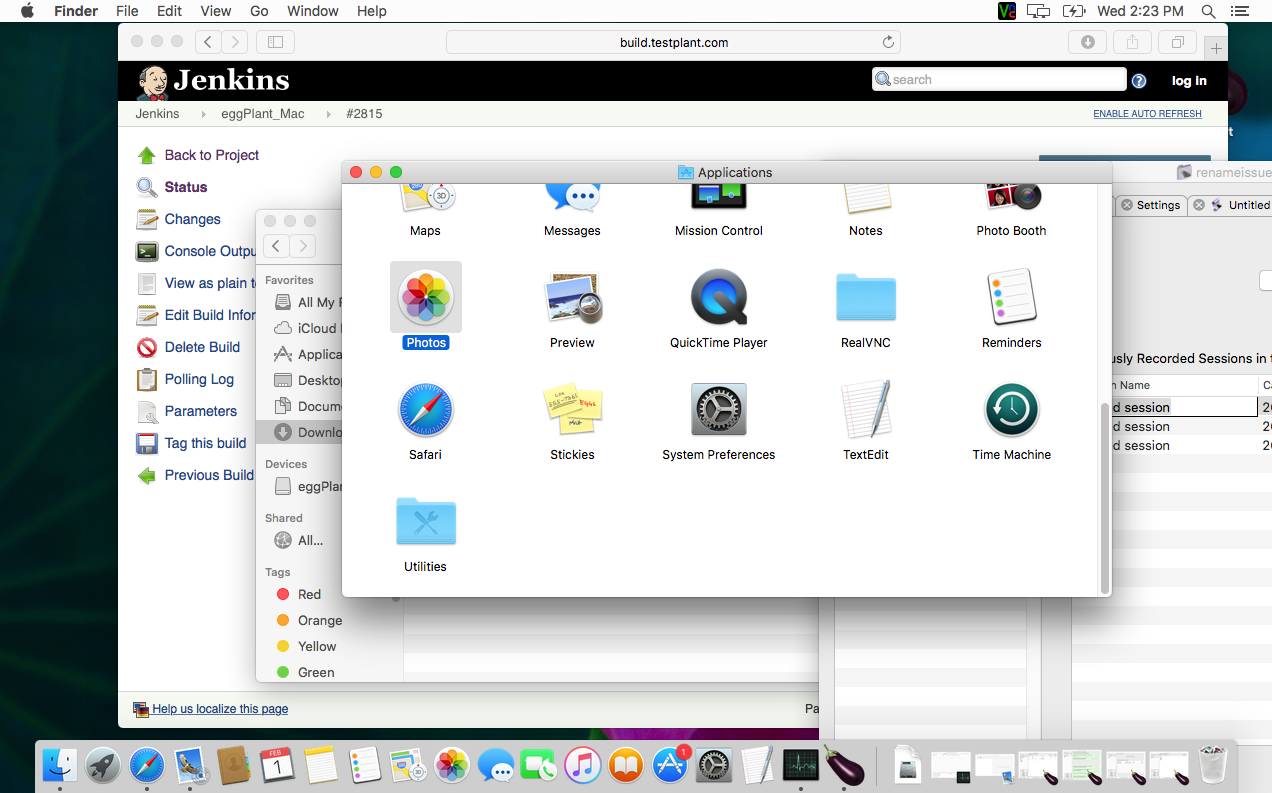 Finder File Edit View Go Window Help Wed 2:23 PM
build.testplant.com
Jenkins
search
log in
Jenkins eggPlant_Mac #2815
ENABLE AUTO REFRESH
Back to Project
Status
Changes
Console Outpu
View as plain t
Edit Build Infor
Delete Build
Polling Log
Parameters
Tag this build
Previous Build
Help us localize this page
Pa
Favorites
All My F
iCloud
Applica
Deskto
Docum
Downlo
Devices
eggPlan
Shared
All...
Tags
Red
Orange
Yellow
Green
Applications
Maps
Messages
Mission Control
Notes
Photo Booth
Photos
Preview
QuickTime Player
RealVNC
Reminders
Safari
Stickies
System Preferences
TextEdit
Time Machine
Utilities
renameissue
Settings
Untitled
usly Recorded Sessions in t
n Name
d session
d session
d session
FEB
1
1